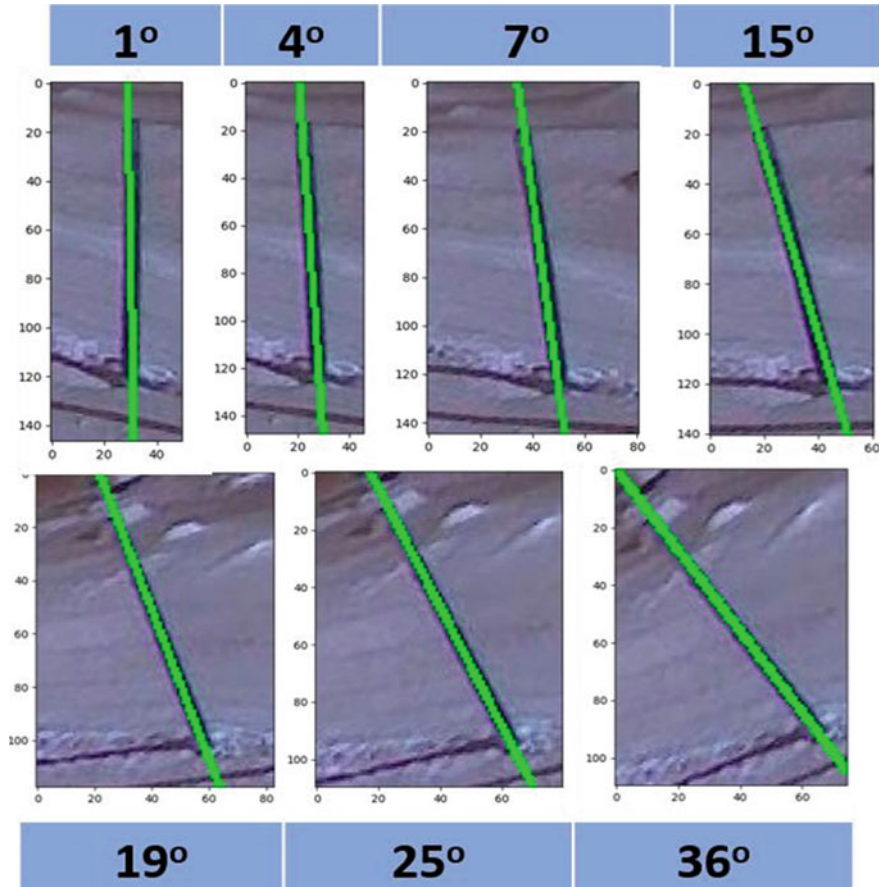 1º 4º 7º 15º
0 0 0 0
20 20 20 20
40 40 40 40
60 60 60 60
80 80 80 80
100 100 100 100
120 120 120 120
140 140 140 140
0 20 40 0 20 40 0 20 40 60 80 0 20 40 60
0 0 0
20 20 20
40 40 40
60 60 60
80 80 80
100 100 100
0 20 40 60 80 0 20 40 60 0 20 40 60
19º 25º 36º